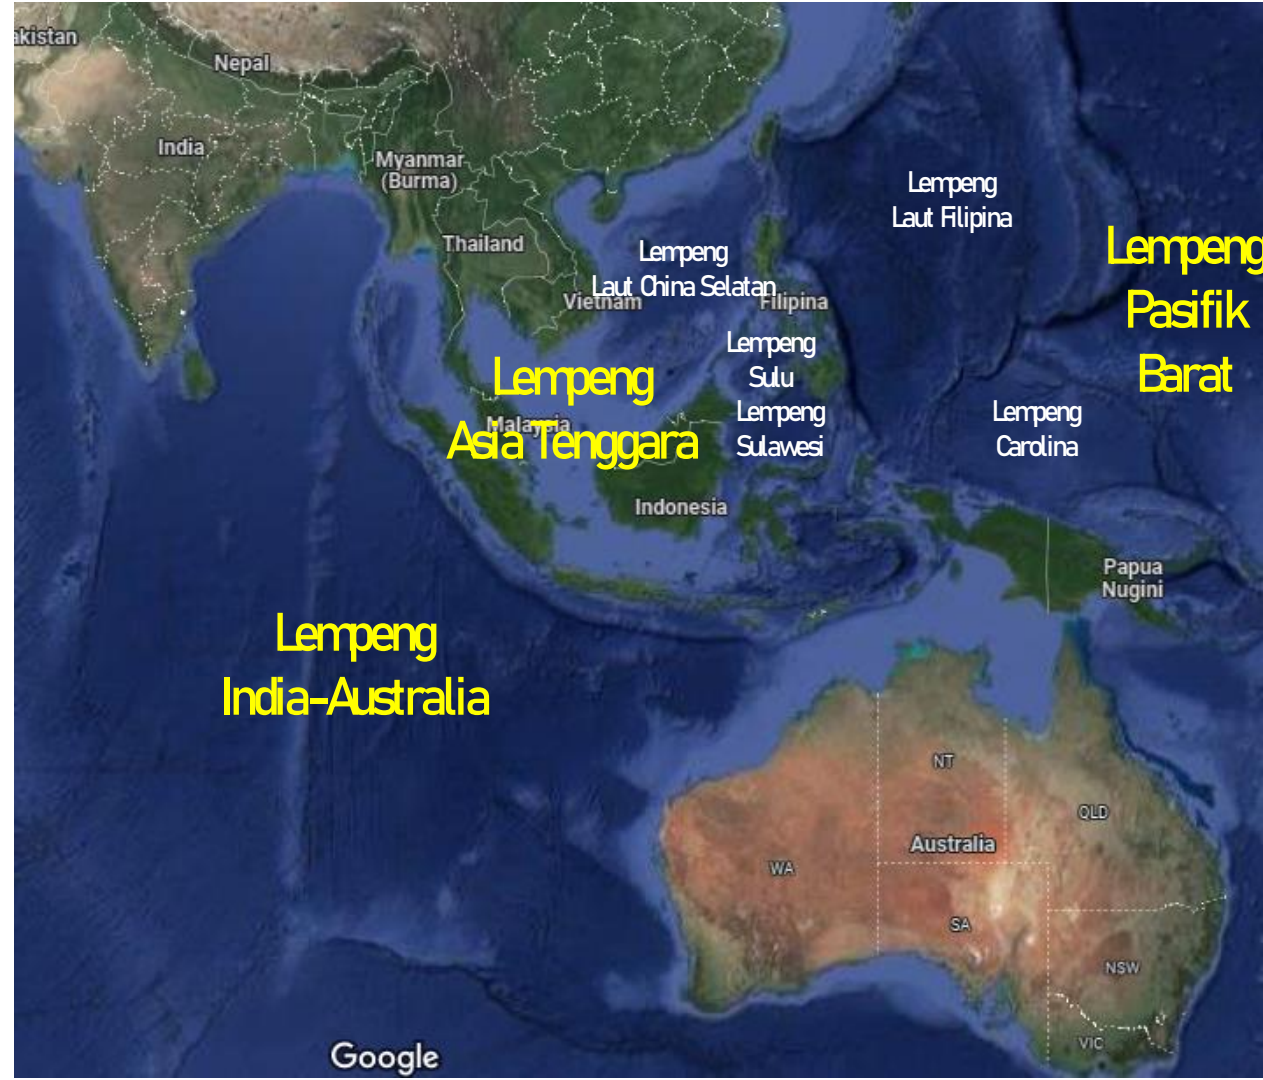 akistan
Nepal
India
Myanmar
(Burma)
Thailand
Lempeng
Laut Filipina
Lempeng
Laut China Selatan
Vietnam
Filipina
Lempeng
Pasifik
Barat
Lempeng
Sulu
Lempeng
Asia Tenggara
Malaysia
Lempeng
Sulawesi
Lempeng
Carolina
Indonesia
Papua
Nugini
Lempeng
India-Australia
NT
QLD
Australia
WA
SA
NSW
VIC
Google